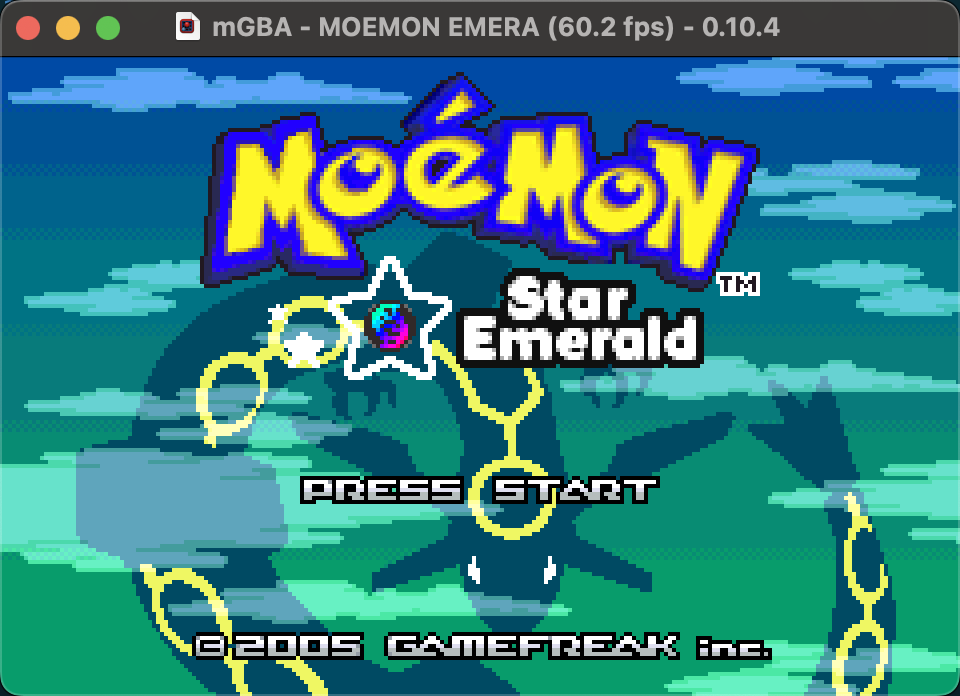 mGBA - MOEMON EMERA (60.2 fps) - 0.10.4
Moémon
TM
Star
Emerald
PRESS START
©2005 GAMEFREAK inc.